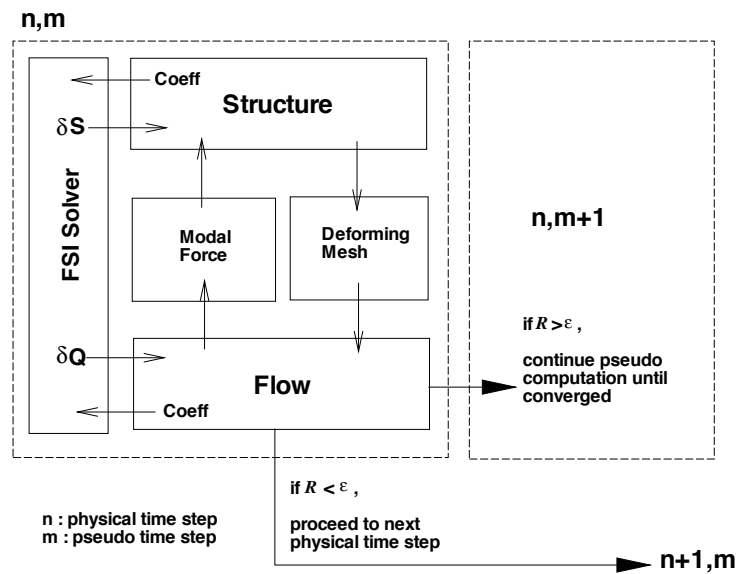 n,m
Coeff
Structure
δS
FSI Solver
Modal
Force
Deforming
Mesh
n,m+1
if R > ε ,
continue pseudo
computation until
converged
δQ
Flow
Coeff
if R < ε ,
proceed to next
physical time step
n : physical time step
m : pseudo time step
n+1,m